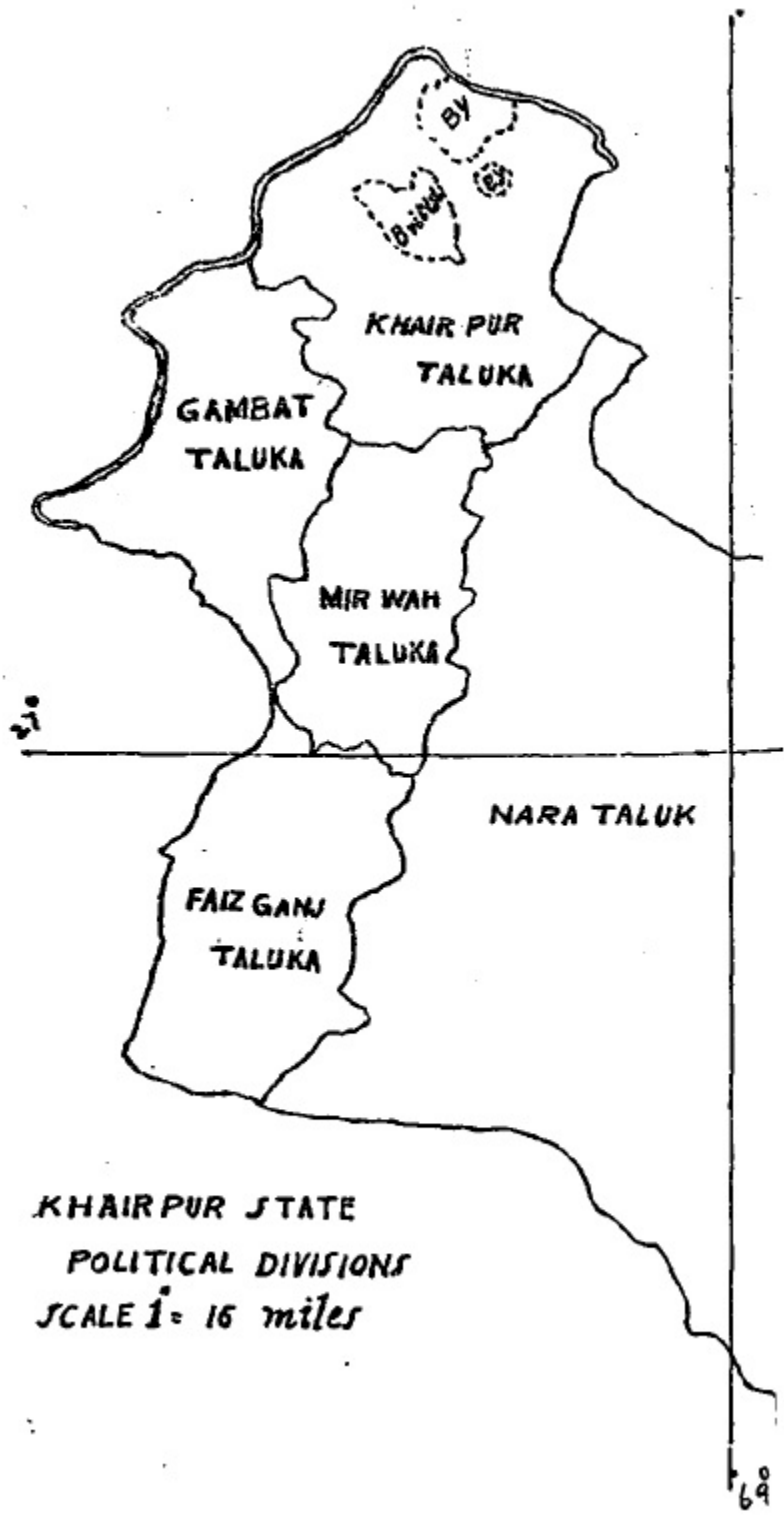 By
By
British
KHAIR PUR
TALUKA
GAMBAT
TALUKA
MIR WAH
TALUKA
27°
NARA TALUK
FAIZ GANJ
TALUKA
KHAIRPUR STATE
POLITICAL DIVISIONS
SCALE 1" = 16 miles
69°